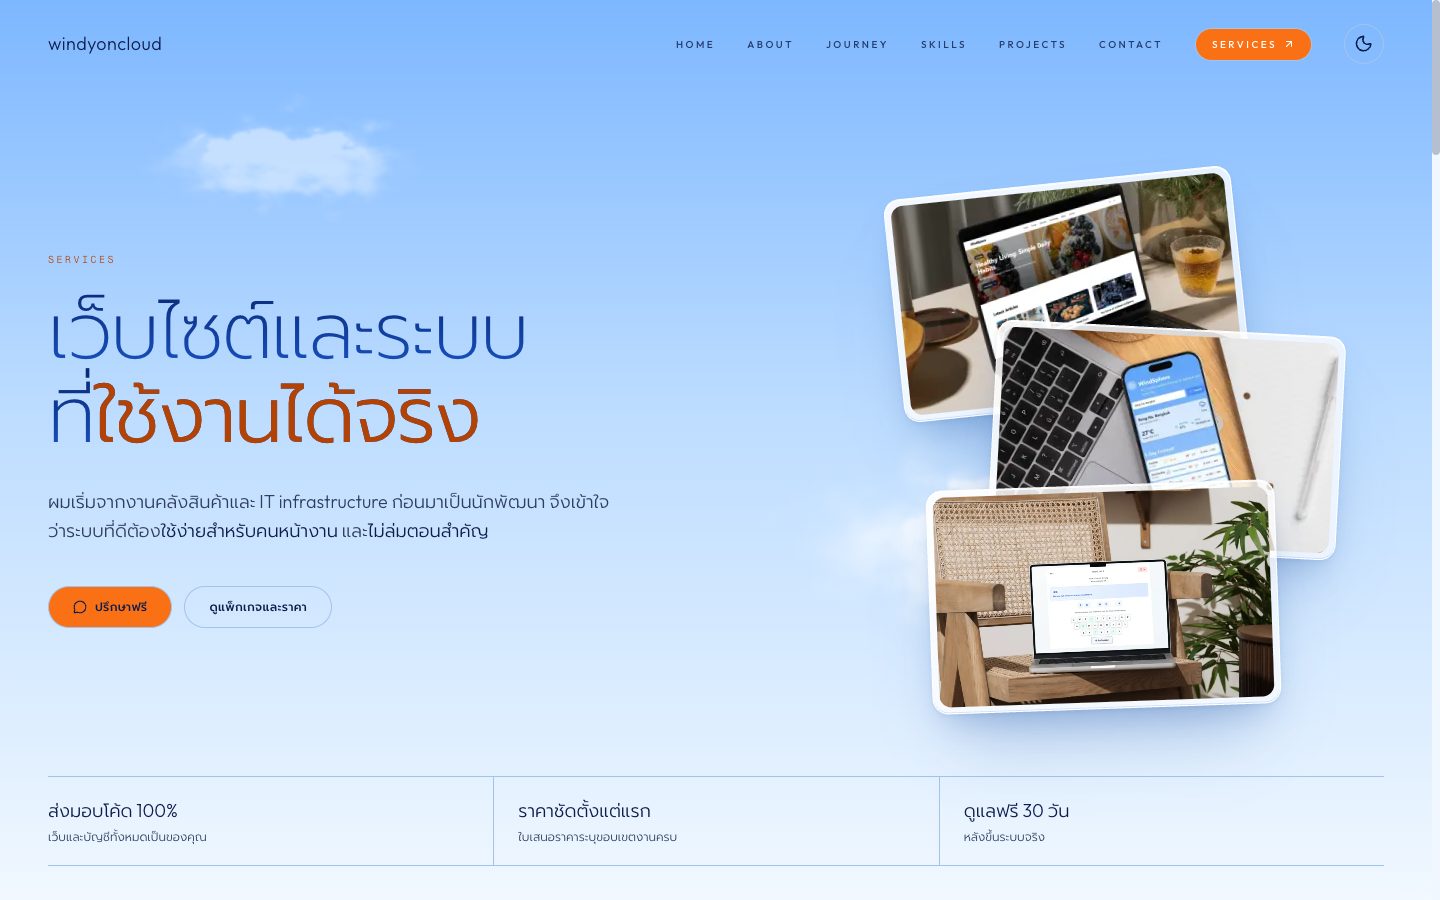 windyoncloud
HOME ABOUT JOURNEY SKILLS PROJECTS CONTACT SERVICES
SERVICES
เว็บไซต์และระบบ
ที่ใช้งานได้จริง
ผมเริ่มจากงานคลังสินค้าและ IT infrastructure ก่อนมาเป็นนักพัฒนา จึงเข้าใจ
ว่าระบบที่ดีต้องใช้ง่ายสำหรับคนหน้างาน และไม่ล่มตอนสำคัญ
ปรึกษาฟรี
ดูแพ็กเกจและราคา
Healthy Living: Simple Daily
Habits
Latest Articles
WindSphere
27°C
ส่งมอบโค้ด 100%
เว็บและบัญชีทั้งหมดเป็นของคุณ
ราคาชัดตั้งแต่แรก
ใบเสนอราคาระบุขอบเขตงานครบ
ดูแลฟรี 30 วัน
หลังขึ้นระบบจริง